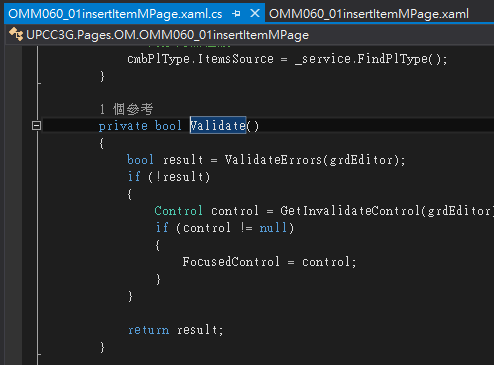 OMM060_01insertItemMPage.xaml.cs OMM060_01insertItemMPage.xaml
UPCC3G.Pages.OM.OMM060_01insertItemMPage
cmbPlType.ItemsSource = _service.FindPlType();
}
1 個參考
private bool Validate()
{
bool result = ValidateErrors(grdEditor);
if (!result)
{
Control control = GetInvalidateControl(grdEditor)
if (control != null)
{
FocusedControl = control;
}
}
return result;
}